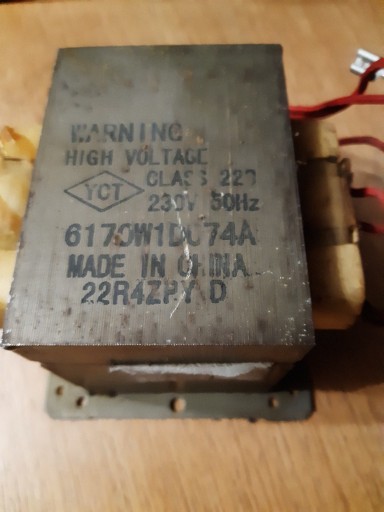 WARNING
HIGH VOLTAGE
YCT CLASS 220
230V 50Hz
6170W1D074A
MADE IN CHINA
22R4ZPY D